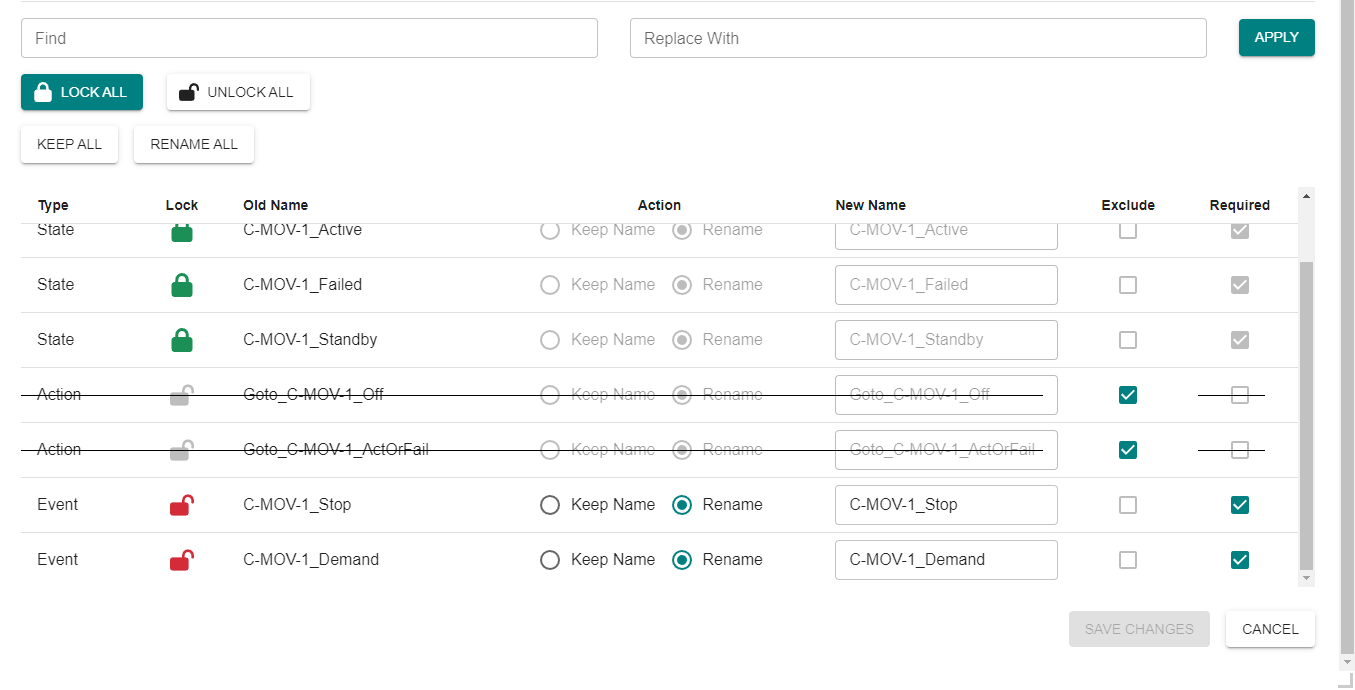 Find Replace With APPLY
LOCK ALL UNLOCK ALL
KEEP ALL RENAME ALL
Type Lock Old Name Action New Name Exclude Required
State C-MOV-1_Active Keep Name Rename C-MOV-1_Active
State C-MOV-1_Failed Keep Name Rename C-MOV-1_Failed
State C-MOV-1_Standby Keep Name Rename C-MOV-1_Standby
Action Goto_C-MOV-1_Off Keep Name Rename Goto_C-MOV-1_Off
Action Goto_C-MOV-1_ActOrFail Keep Name Rename Goto_C-MOV-1_ActOrFail
Event C-MOV-1_Stop Keep Name Rename C-MOV-1_Stop
Event C-MOV-1_Demand Keep Name Rename C-MOV-1_Demand
SAVE CHANGES CANCEL